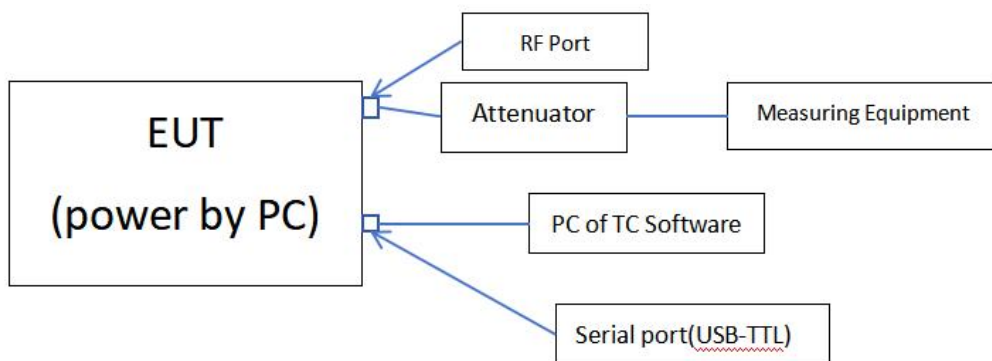 RF Port
EUT
(power by PC)
Attenuator
Measuring Equipment
PC of TC Software
Serial port(USB-TTL)